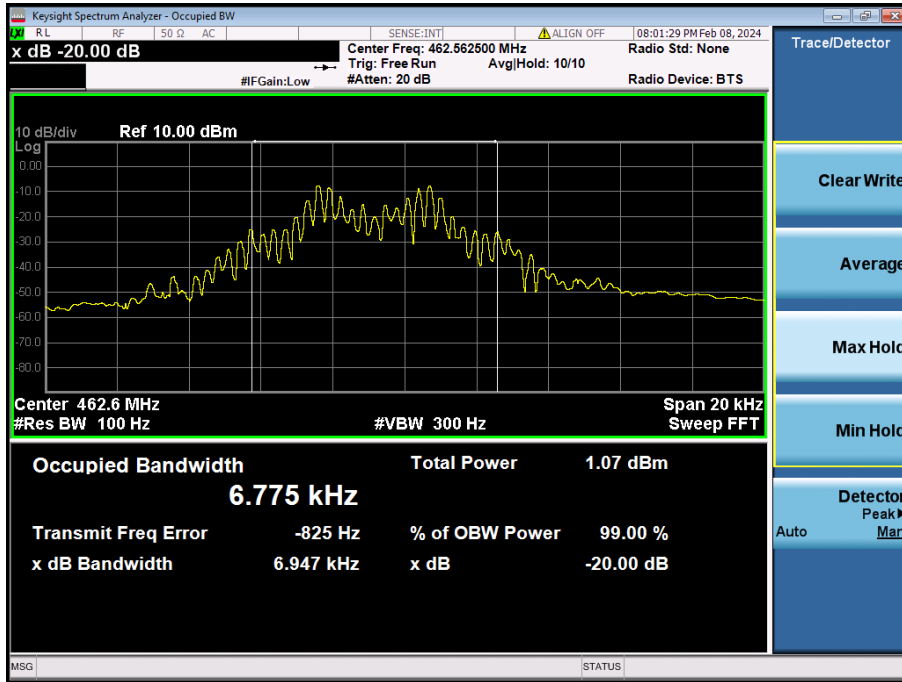 Keysight Spectrum Analyzer - Occupied BW
LXI RL RF 50 Ω AC SENSE:INT ALIGN OFF 08:01:29 PM Feb 08, 2024
x dB -20.00 dB
Center Freq: 462.562500 MHz Radio Std: None
Trig: Free Run Avg|Hold: 10/10
#IFGain:Low #Atten: 20 dB Radio Device: BTS
Trace/Detector
10 dB/div Ref 10.00 dBm
Log
0.00
-10.0
-20.0
-30.0
-40.0
-50.0
-60.0
-70.0
-80.0
Center 462.6 MHz Span 20 kHz
#Res BW 100 Hz #VBW 300 Hz Sweep FFT
Occupied Bandwidth Total Power 1.07 dBm
6.775 kHz
Transmit Freq Error -825 Hz % of OBW Power 99.00 %
x dB Bandwidth 6.947 kHz x dB -20.00 dB
Clear Write
Average
Max Hold
Min Hold
Detector
Peak
Auto Man
MSG STATUS